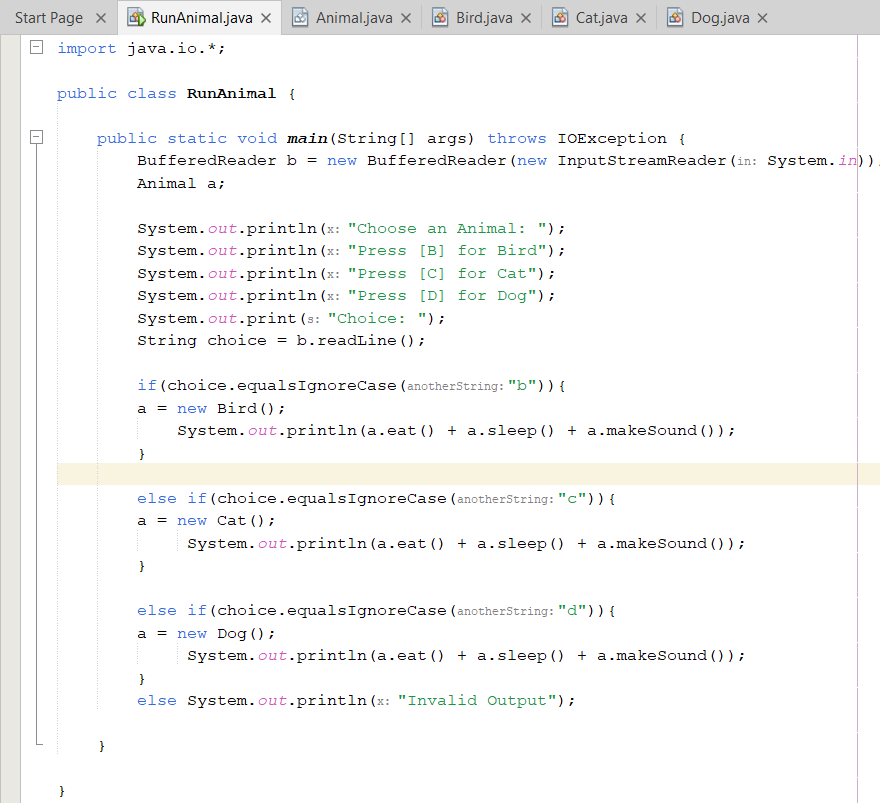 Start Page RunAnimal.java Animal.java Bird.java Cat.java Dog.java
import java.io.*;
public class RunAnimal {
public static void main(String[] args) throws IOException {
BufferedReader b = new BufferedReader(new InputStreamReader(in: System.in))
Animal a;
System.out.println(x: "Choose an Animal: ");
System.out.println(x: "Press [B] for Bird");
System.out.println(x: "Press [C] for Cat");
System.out.println(x: "Press [D] for Dog");
System.out.print(s: "Choice: ");
String choice = b.readLine();
if(choice.equalsIgnoreCase(anotherString: "b")){
a = new Bird();
System.out.println(a.eat() + a.sleep() + a.makeSound());
}
else if(choice.equalsIgnoreCase(anotherString: "c")){
a = new Cat();
System.out.println(a.eat() + a.sleep() + a.makeSound());
}
else if(choice.equalsIgnoreCase(anotherString: "d")){
a = new Dog();
System.out.println(a.eat() + a.sleep() + a.makeSound());
}
else System.out.println(x: "Invalid Output");
}
}